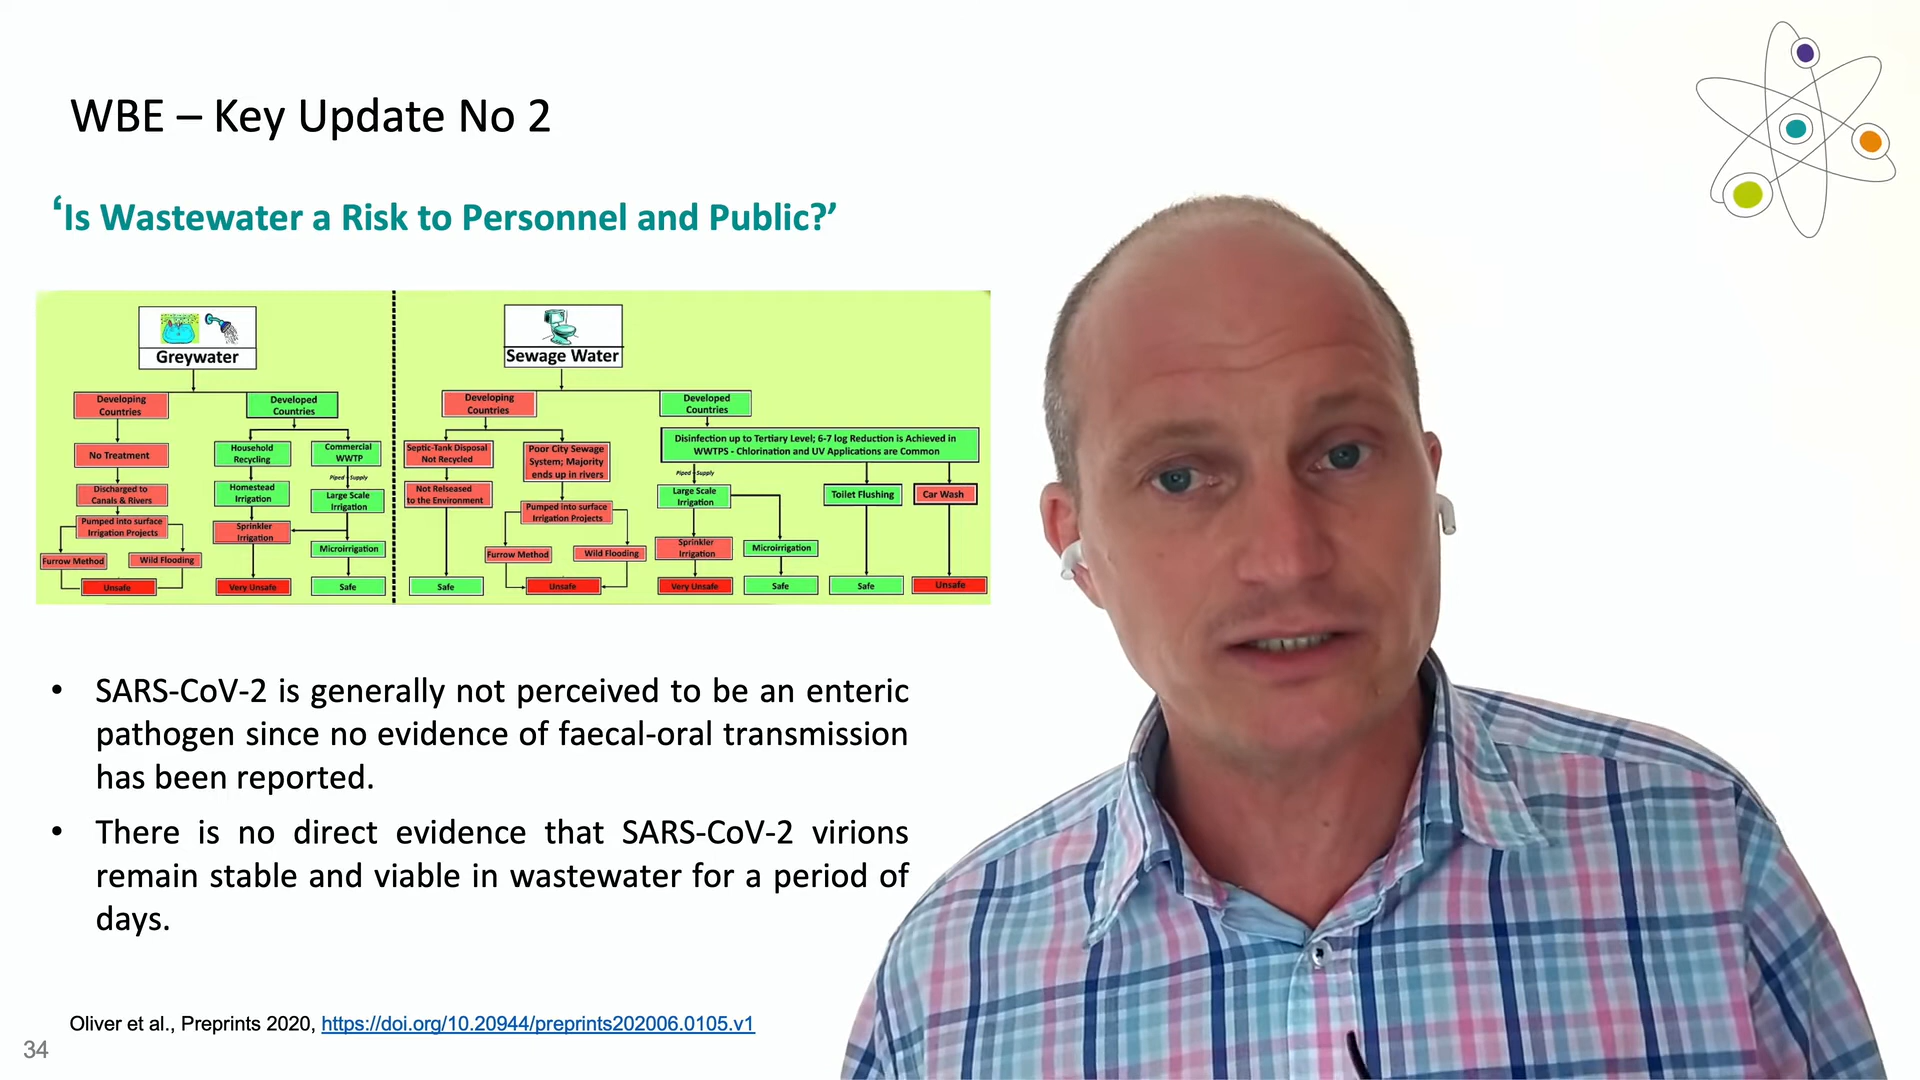 WBE – Key Update No 2
‘Is Wastewater a Risk to Personnel and Public?’
Greywater
Developing
Countries
Developed
Countries
No Treatment
Household
Recycling
Commercial
WWTP
Piped - Supply
Discharged to
Canals & Rivers
Homestead
Irrigation
Large Scale
Irrigation
Pumped into surface
Irrigation Projects
Sprinkler
Irrigation
Microirrigation
Furrow Method
Wild Flooding
Unsafe
Very Unsafe
Safe
Sewage Water
Developing
Countries
Developed
Countries
Septic-Tank Disposal
Not Recycled
Poor City Sewage
System; Majority
ends up in rivers
Disinfection up to Tertiary Level; 6-7 log Reduction is Achieved in
WWTPS - Chlorination and UV Applications are Common
Piped - Supply
Not Relseased
to the Environment
Large Scale
Irrigation
Toilet Flushing
Car Wash
Pumped into surface
Irrigation Projects
Sprinkler
Irrigation
Microirrigation
Furrow Method
Wild Flooding
Safe
Unsafe
Very Unsafe
Safe
Safe
Unsafe
• SARS-CoV-2 is generally not perceived to be an enteric
pathogen since no evidence of faecal-oral transmission
has been reported.
• There is no direct evidence that SARS-CoV-2 virions
remain stable and viable in wastewater for a period of
days.
Oliver et al., Preprints 2020, https://doi.org/10.20944/preprints202006.0105.v1
34